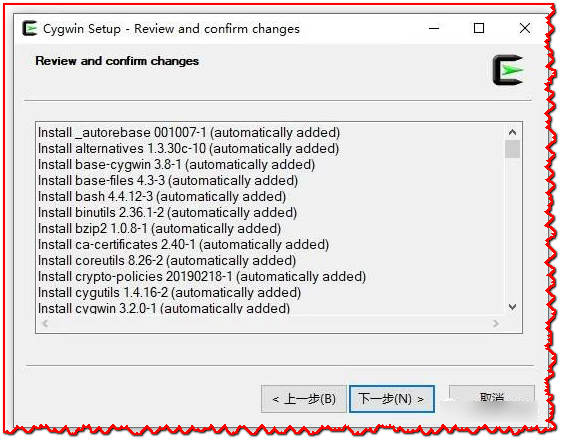 Cygwin Setup - Review and confirm changes
Review and confirm changes
Install _autorebase 001007-1 (automatically added)
Install alternatives 1.3.30c-10 (automatically added)
Install base-cygwin 3.8-1 (automatically added)
Install base-files 4.3-3 (automatically added)
Install bash 4.4.12-3 (automatically added)
Install binutils 2.36.1-2 (automatically added)
Install bzip2 1.0.8-1 (automatically added)
Install ca-certificates 2.40-1 (automatically added)
Install coreutils 8.26-2 (automatically added)
Install crypto-policies 20190218-1 (automatically added)
Install cygutils 1.4.16-2 (automatically added)
Install cygwin 3.2.0-1 (automatically added)
< 上一步(B)
下一步(N) >
取消